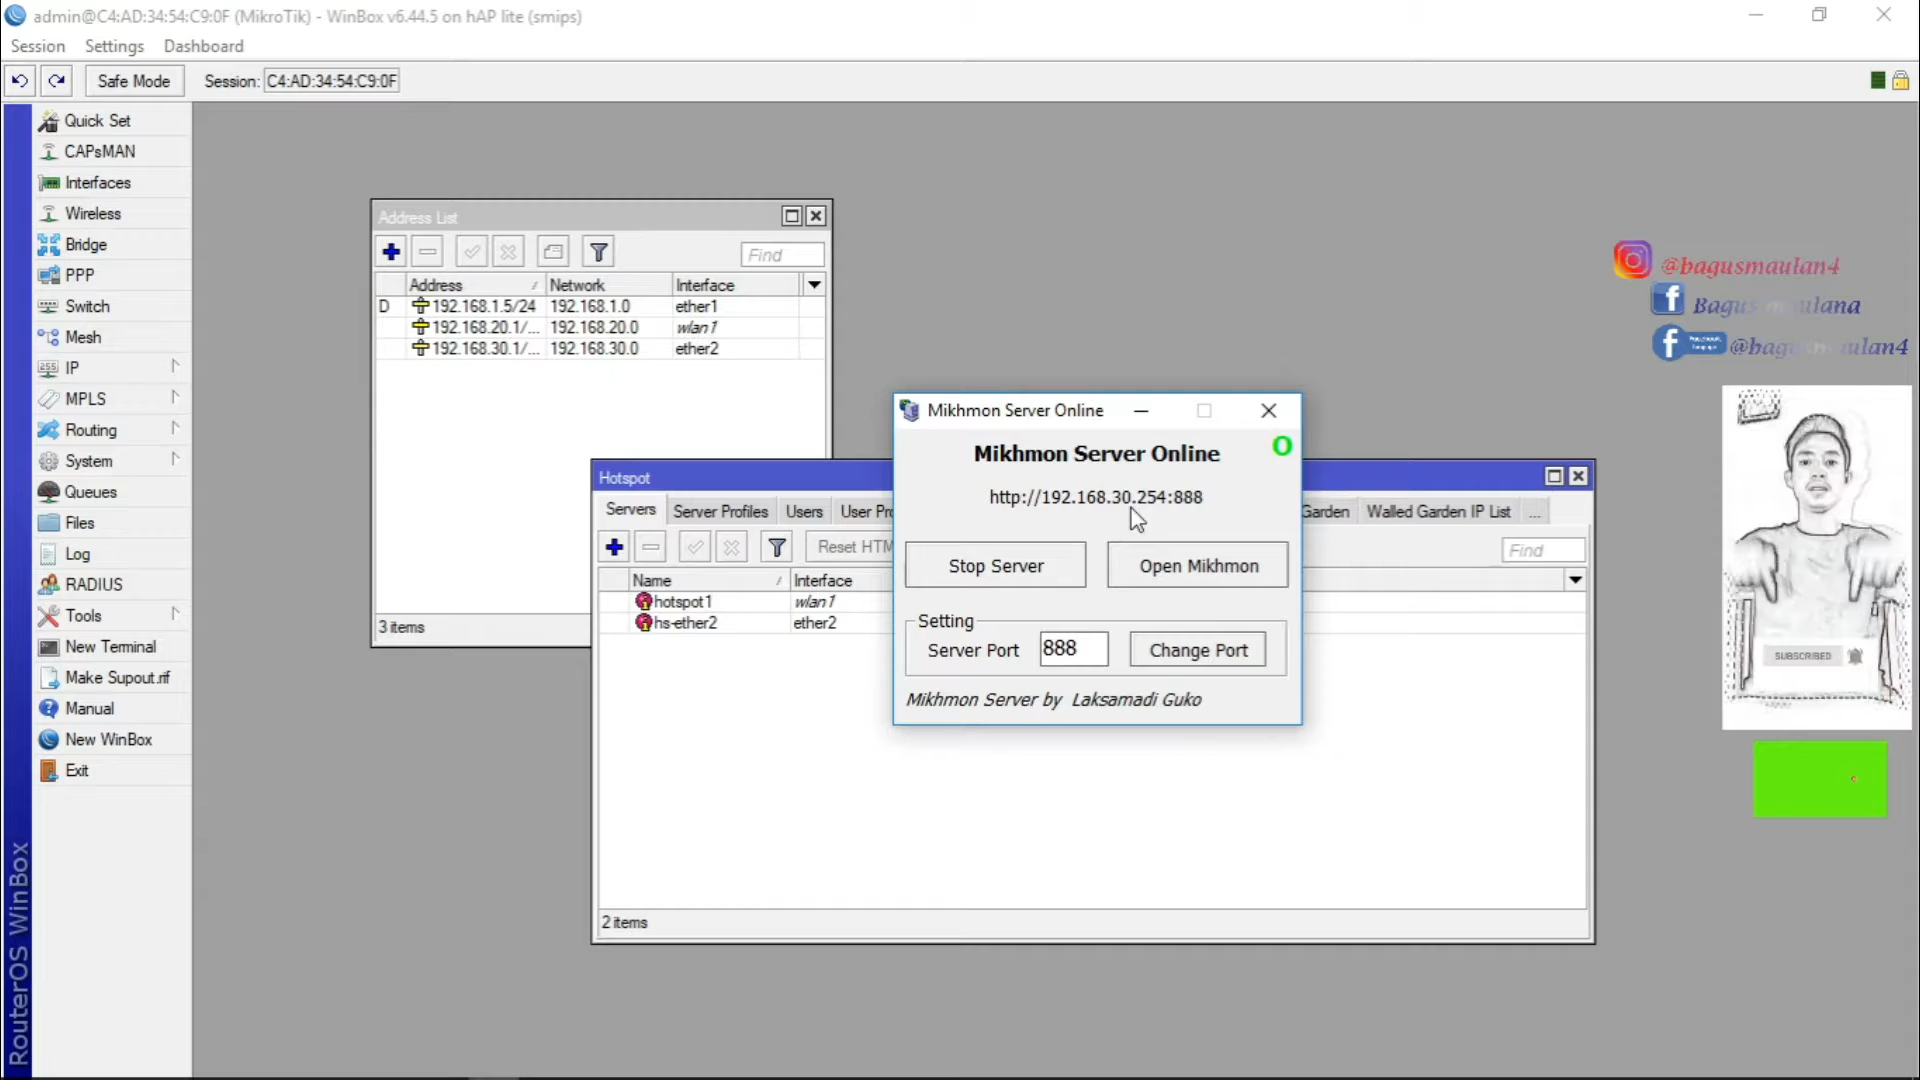 admin@C4:AD:34:54:C9:0F (MikroTik) - WinBox v6.44.5 on hAP lite (smips)
Session Settings Dashboard
Safe Mode Session: C4:AD:34:54:C9:0F
Quick Set
CAPsMAN
Interfaces
Wireless
Bridge
PPP
Switch
Mesh
IP
MPLS
Routing
System
Queues
Files
Log
RADIUS
Tools
New Terminal
Make Supout.rif
Manual
New WinBox
Exit
RouterOS WinBox
Address List
Find
Address Network Interface
D 192.168.1.5/24 192.168.1.0 ether1
192.168.20.1/... 192.168.20.0 wlan1
192.168.30.1/... 192.168.30.0 ether2
3 items
Hotspot
Servers Server Profiles Users User Pro Garden Walled Garden IP List ...
Reset HTM Find
Name Interface
hotspot1 wlan1
hs-ether2 ether2
2 items
Mikhmon Server Online
Mikhmon Server Online O
http://192.168.30.254:888
Stop Server Open Mikhmon
Setting
Server Port 888 Change Port
Mikhmon Server by Laksamadi Guko
@bagusmaulan4
Bagus maulana
@bagusmaulan4
SUBSCRIBED